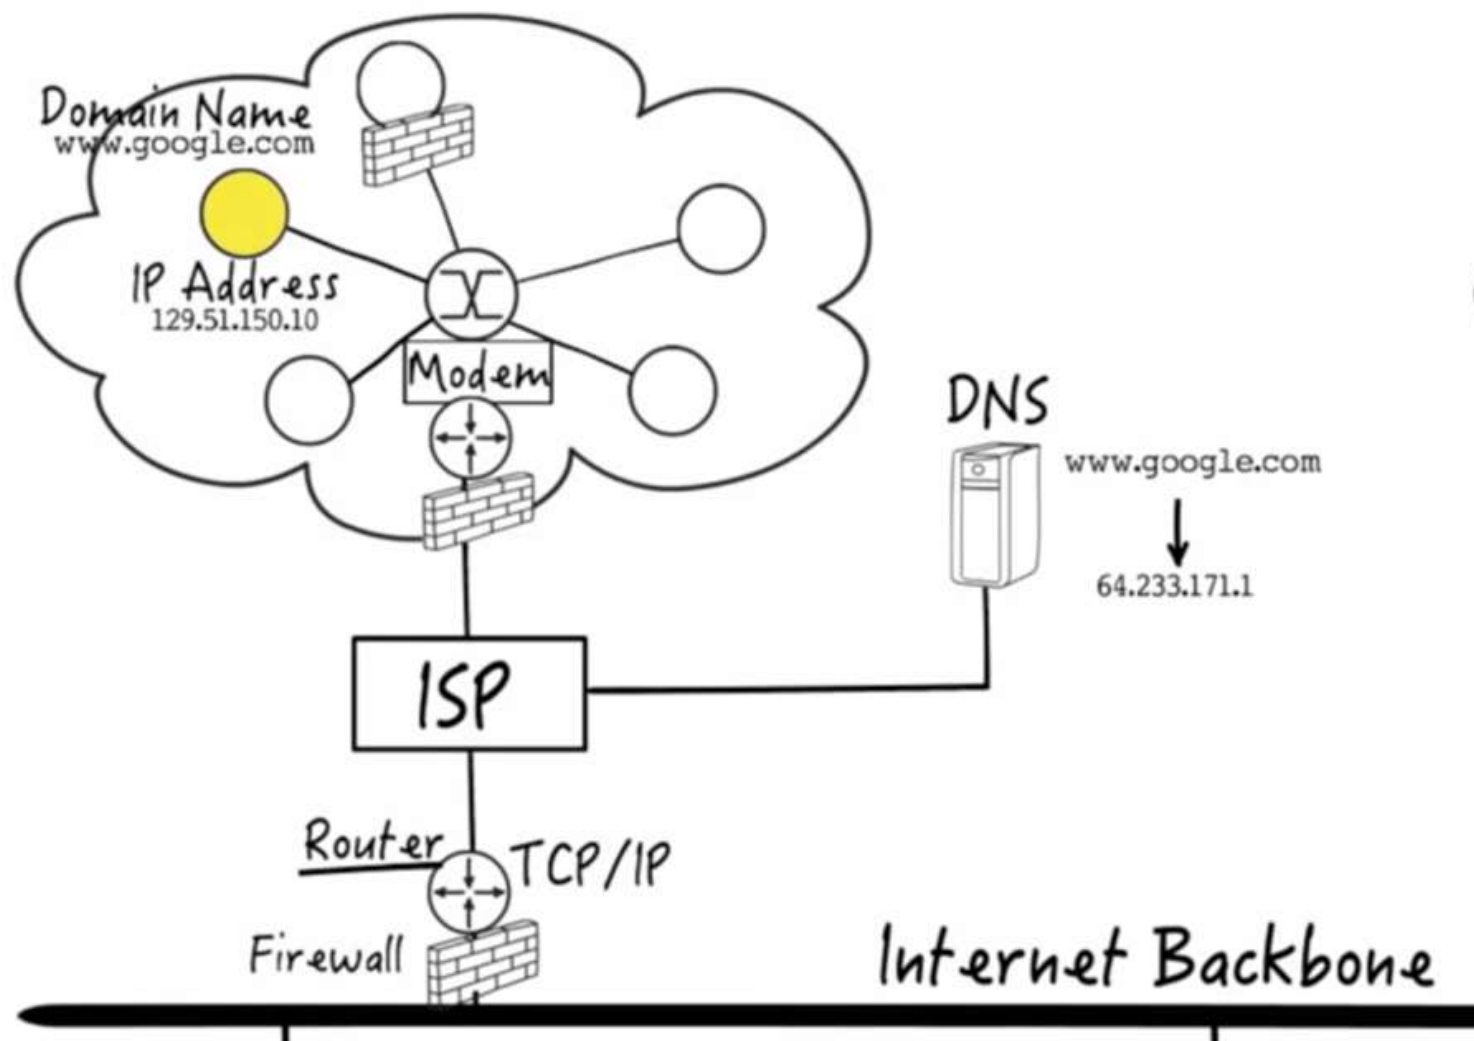 Domain Name
www.google.com
IP Address
129.51.150.10
Modem
DNS
www.google.com
64.233.171.1
ISP
Router
TCP/IP
Firewall
Internet Backbone